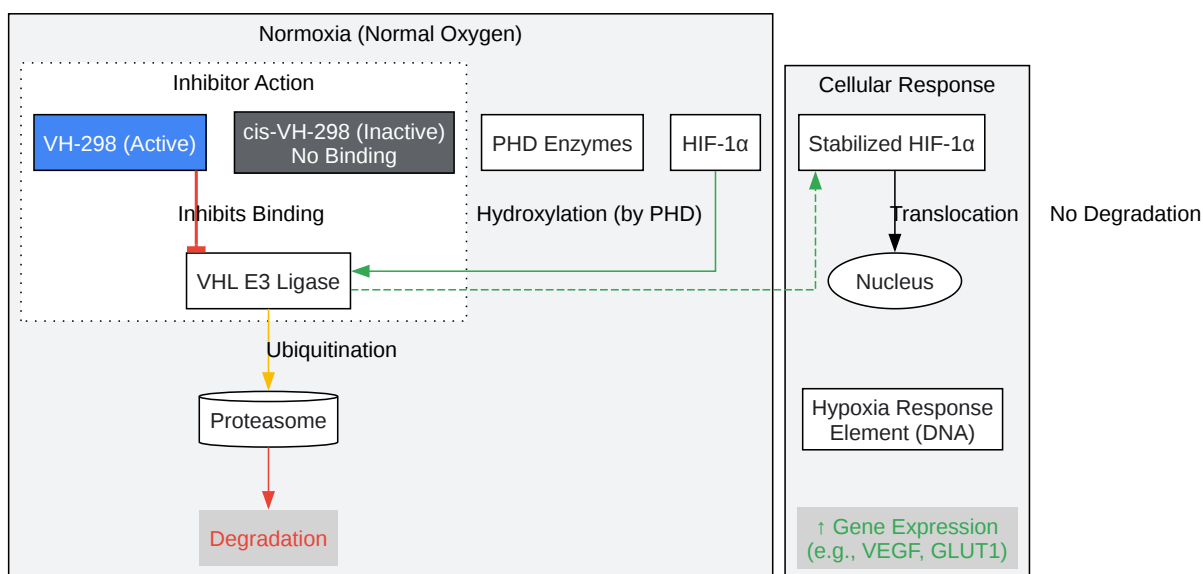 Normoxia (Normal Oxygen)
Inhibitor Action
VH-298 (Active)
cis-VH-298 (Inactive)
No Binding
PHD Enzymes
HIF-1α
Inhibits Binding
Hydroxylation (by PHD)
VHL E3 Ligase
Ubiquitination
Proteasome
Degradation
Cellular Response
Stabilized HIF-1α
Translocation
No Degradation
Nucleus
Hypoxia Response
Element (DNA)
↑ Gene Expression
(e.g., VEGF, GLUT1)